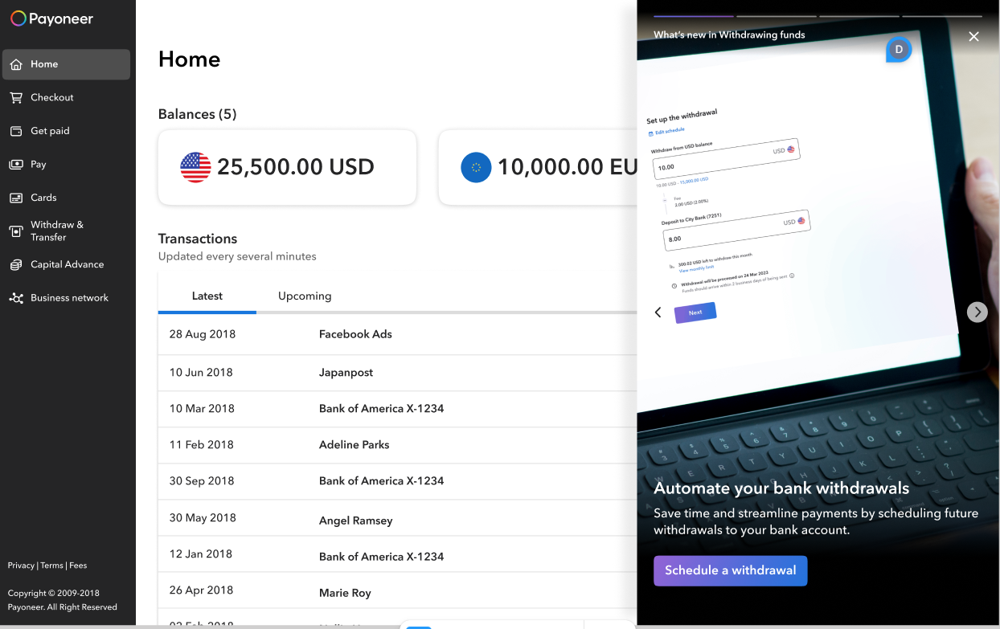 Payoneer
Home
Checkout
Get paid
Pay
Cards
Withdraw &
Transfer
Capital Advance
Business network
Privacy | Terms | Fees
Copyright © 2009-2018
Payoneer. All Right Reserved
Home
Balances (5)
25,500.00 USD
10,000.00 EU
Transactions
Updated every several minutes
Latest
Upcoming
28 Aug 2018 Facebook Ads
10 Jun 2018 Japanpost
10 Mar 2018 Bank of America X-1234
11 Feb 2018 Adeline Parks
30 Sep 2018 Bank of America X-1234
30 May 2018 Angel Ramsey
12 Jan 2018 Bank of America X-1234
26 Apr 2018 Marie Roy
What's new in Withdrawing funds
D
Set up the withdrawal
Edit schedule
Withdraw from USD balance
10.00 USD
10.00 USD - 15,000.00 USD
Fee
2.00 USD (2.00%)
Deposit to City Bank (7251)
8.00 USD
300.02 USD left to withdraw this month
View monthly limit
Withdrawal will be processed on 24 Mar 2023
Funds should arrive within 2 business days of being sent
Next
Automate your bank withdrawals
Save time and streamline payments by scheduling future
withdrawals to your bank account.
Schedule a withdrawal